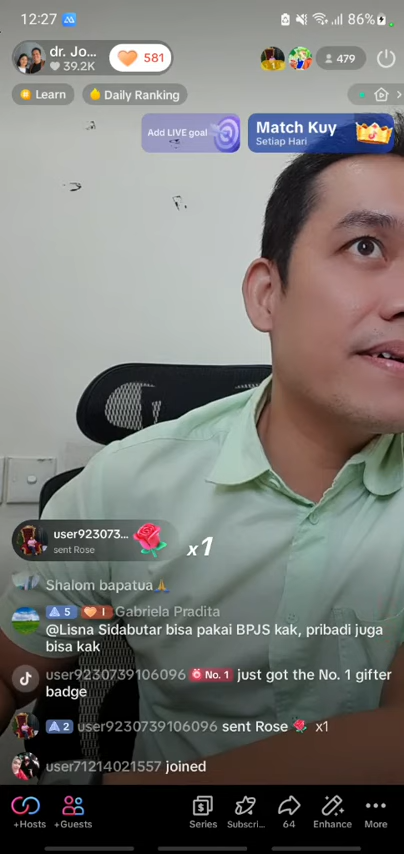 12:27
86%
dr. Jo...
39.2K
581
479
Learn
Daily Ranking
Add LIVE goal
Match Kuy
Setiap Hari
user923073...
sent Rose
x1
Shalom bapatua🙏
5 I Gabriela Pradita
@Lisna Sidabutar bisa pakai BPJS kak, pribadi juga
bisa kak
user9230739106096 No. 1 just got the No. 1 gifter
badge
2 user9230739106096 sent Rose 🌹 x1
user71214021557 joined
+Hosts
+Guests
Series
Subscri...
64
Enhance
More